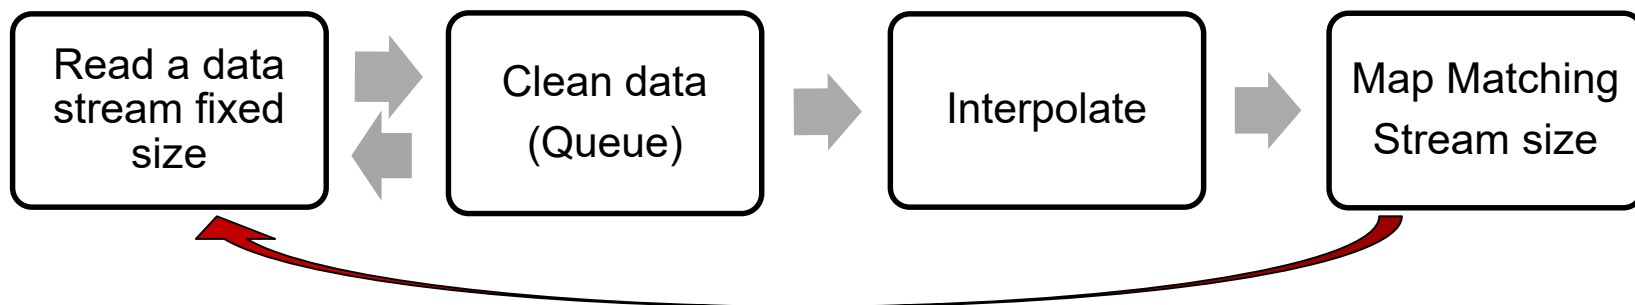 Read a data
stream fixed
size
Clean data
(Queue)
Interpolate
Map Matching
Stream size